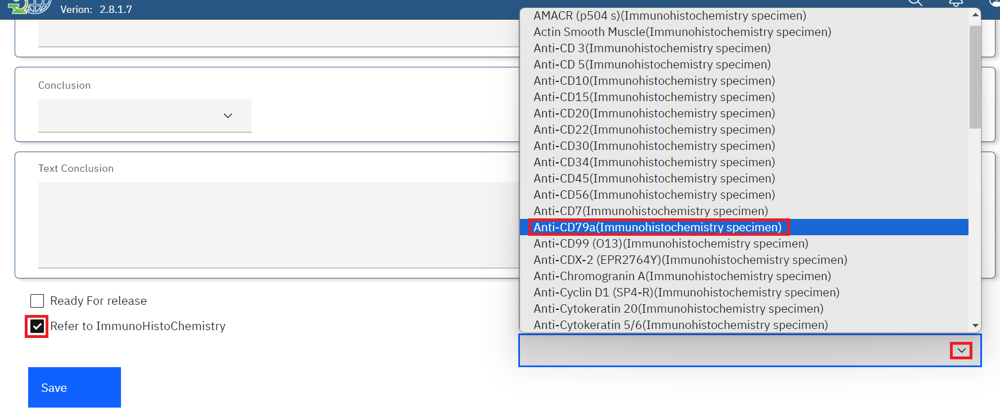 Verion: 2.8.1.7
Conclusion
Text Conclusion
Ready For release
Refer to ImmunoHistoChemistry
Save
AMACR (p504 s)(Immunohistochemistry specimen)
Actin Smooth Muscle(Immunohistochemistry specimen)
Anti-CD 3(Immunohistochemistry specimen)
Anti-CD 5(Immunohistochemistry specimen)
Anti-CD10(Immunohistochemistry specimen)
Anti-CD15(Immunohistochemistry specimen)
Anti-CD20(Immunohistochemistry specimen)
Anti-CD22(Immunohistochemistry specimen)
Anti-CD30(Immunohistochemistry specimen)
Anti-CD34(Immunohistochemistry specimen)
Anti-CD45(Immunohistochemistry specimen)
Anti-CD56(Immunohistochemistry specimen)
Anti-CD7(Immunohistochemistry specimen)
Anti-CD79a(Immunohistochemistry specimen)
Anti-CD99 (O13)(Immunohistochemistry specimen)
Anti-CDX-2 (EPR2764Y)(Immunohistochemistry specimen)
Anti-Chromogranin A(Immunohistochemistry specimen)
Anti-Cyclin D1 (SP4-R)(Immunohistochemistry specimen)
Anti-Cytokeratin 20(Immunohistochemistry specimen)
Anti-Cytokeratin 5/6(Immunohistochemistry specimen)